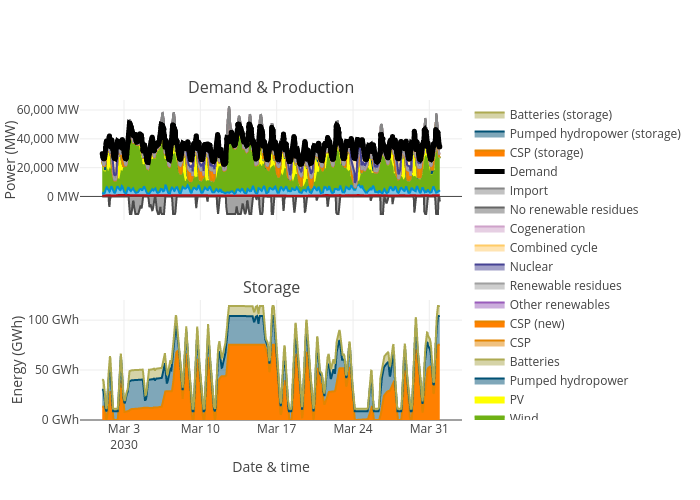 Demand & Production
60,000 MW
40,000 MW
20,000 MW
0 MW
Power (MW)
Storage
100 GWh
50 GWh
0 GWh
Energy (GWh)
Mar 3
2030
Mar 10
Mar 17
Mar 24
Mar 31
Date & time
Batteries (storage)
Pumped hydropower (storage)
CSP (storage)
Demand
Import
No renewable residues
Cogeneration
Combined cycle
Nuclear
Renewable residues
Other renewables
CSP (new)
CSP
Batteries
Pumped hydropower
PV
Wind